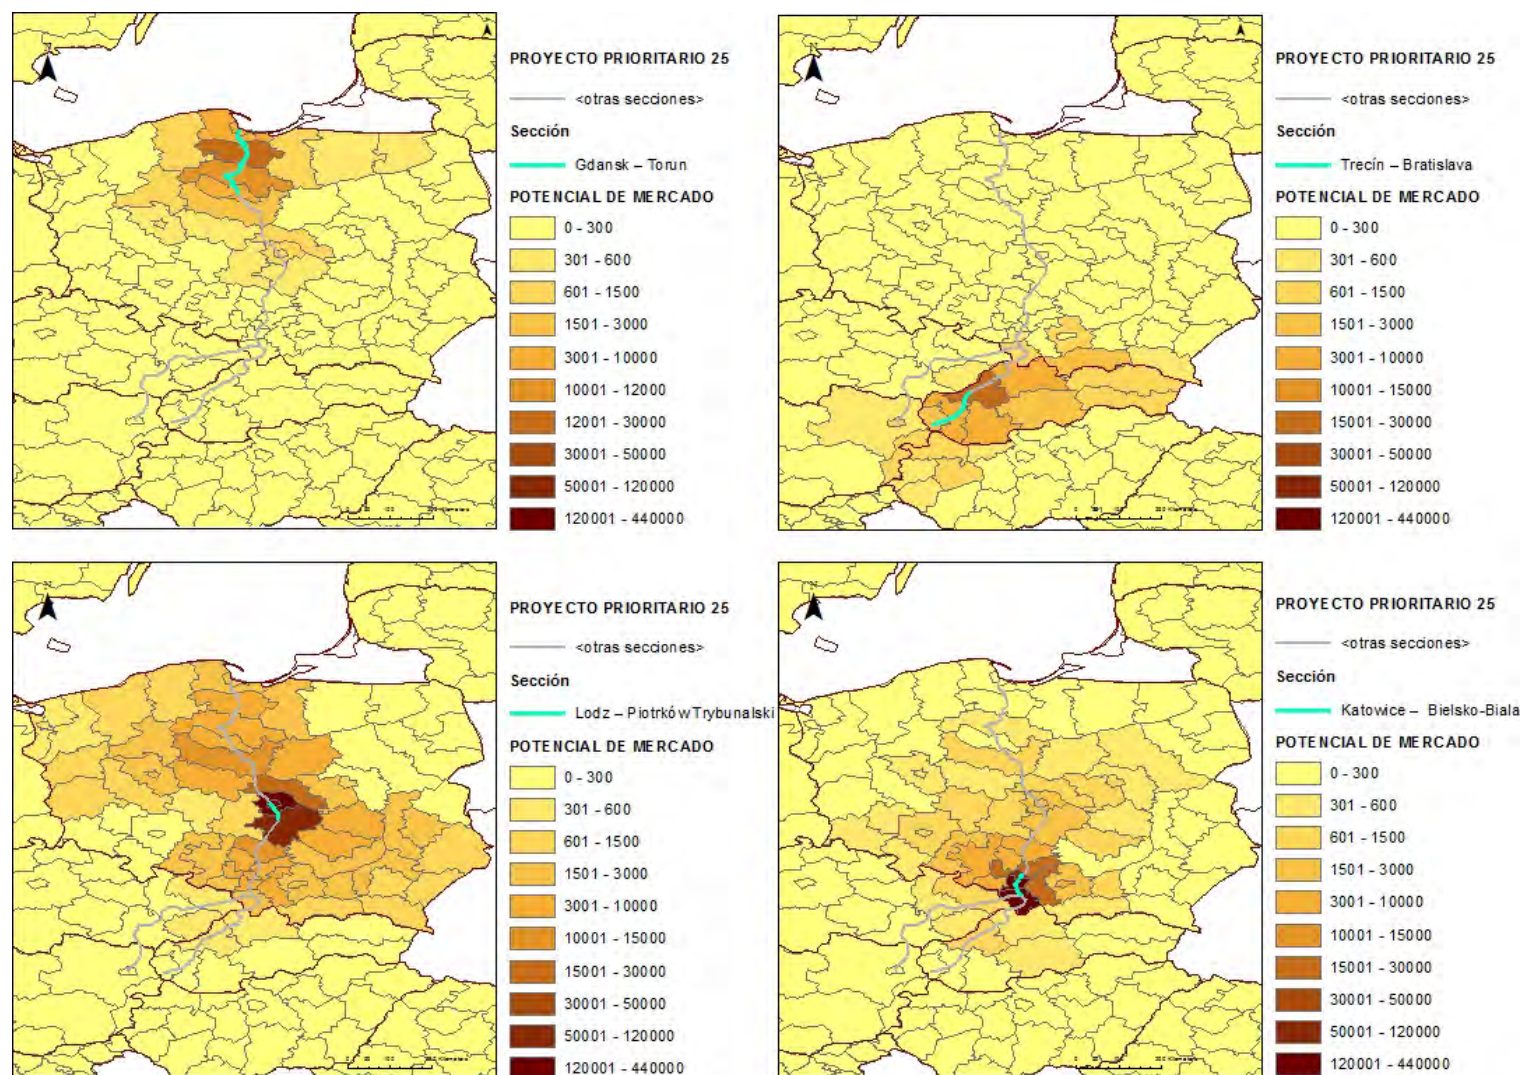 N
PROYECTO PRIORITARIO 25
<otras secciones>
Sección
Gdansk – Torun
POTENCIAL DE MERCADO
0 - 300
301 - 600
601 - 1500
1501 - 3000
3001 - 10000
10001 - 12000
12001 - 30000
30001 - 50000
50001 - 120000
120001 - 440000
N
PROYECTO PRIORITARIO 25
<otras secciones>
Sección
Trecín – Bratislava
POTENCIAL DE MERCADO
0 - 300
301 - 600
601 - 1500
1501 - 3000
3001 - 10000
10001 - 15000
15001 - 30000
30001 - 50000
50001 - 120000
120001 - 440000
N
PROYECTO PRIORITARIO 25
<otras secciones>
Sección
Lodz – Piotrków Trybunalski
POTENCIAL DE MERCADO
0 - 300
301 - 600
601 - 1500
1501 - 3000
3001 - 10000
10001 - 15000
15001 - 30000
30001 - 50000
50001 - 120000
120001 - 440000
N
PROYECTO PRIORITARIO 25
<otras secciones>
Sección
Katowice – Bielsko-Biala
POTENCIAL DE MERCADO
0 - 300
301 - 600
601 - 1500
1501 - 3000
3001 - 10000
10001 - 15000
15001 - 30000
30001 - 50000
50001 - 120000
120001 - 440000